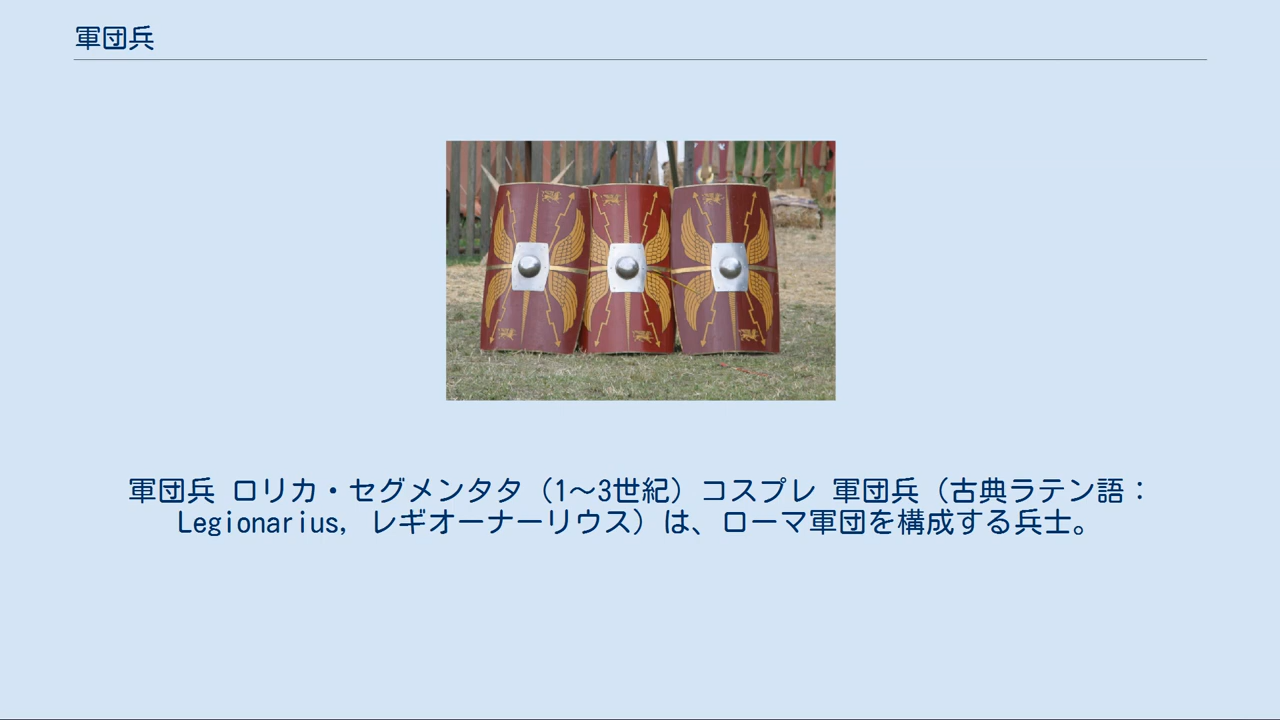 軍団兵
軍団兵 ロリカ・セグメンタタ（1〜3世紀）コスプレ 軍団兵（古典ラテン語：
Legionarius, レギオーナーリウス）は、ローマ軍団を構成する兵士。